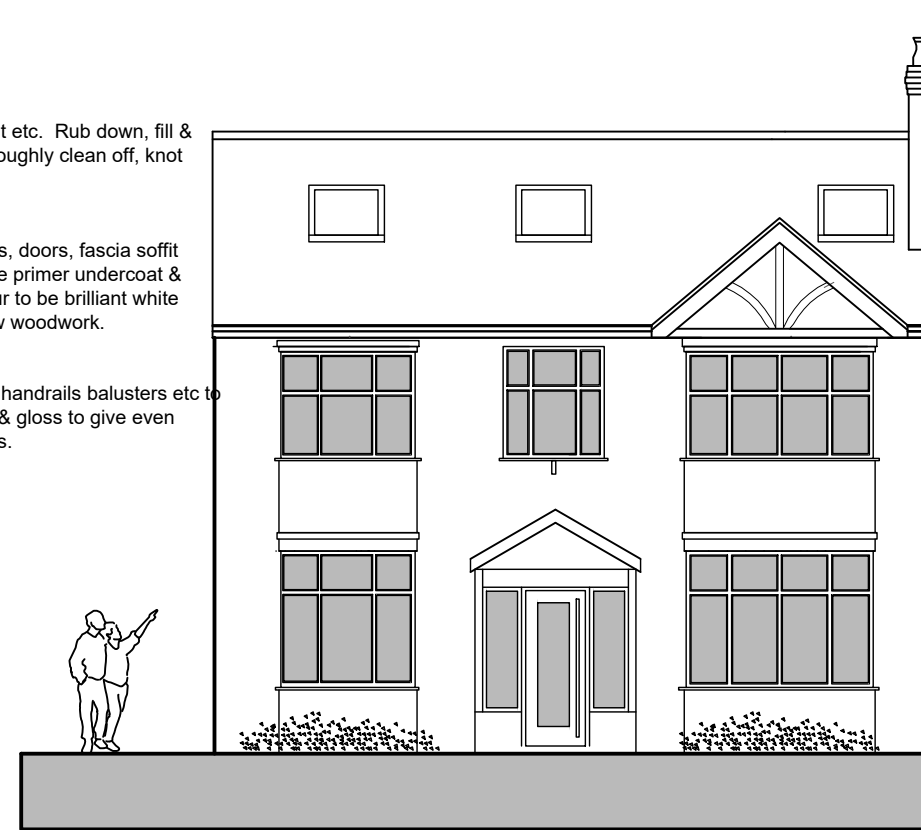 t etc. Rub down, fill &
oughly clean off, knot
s, doors, fascia soffit
e primer undercoat &
ur to be brilliant white
w woodwork.
handrails balusters etc to
& gloss to give even
s.